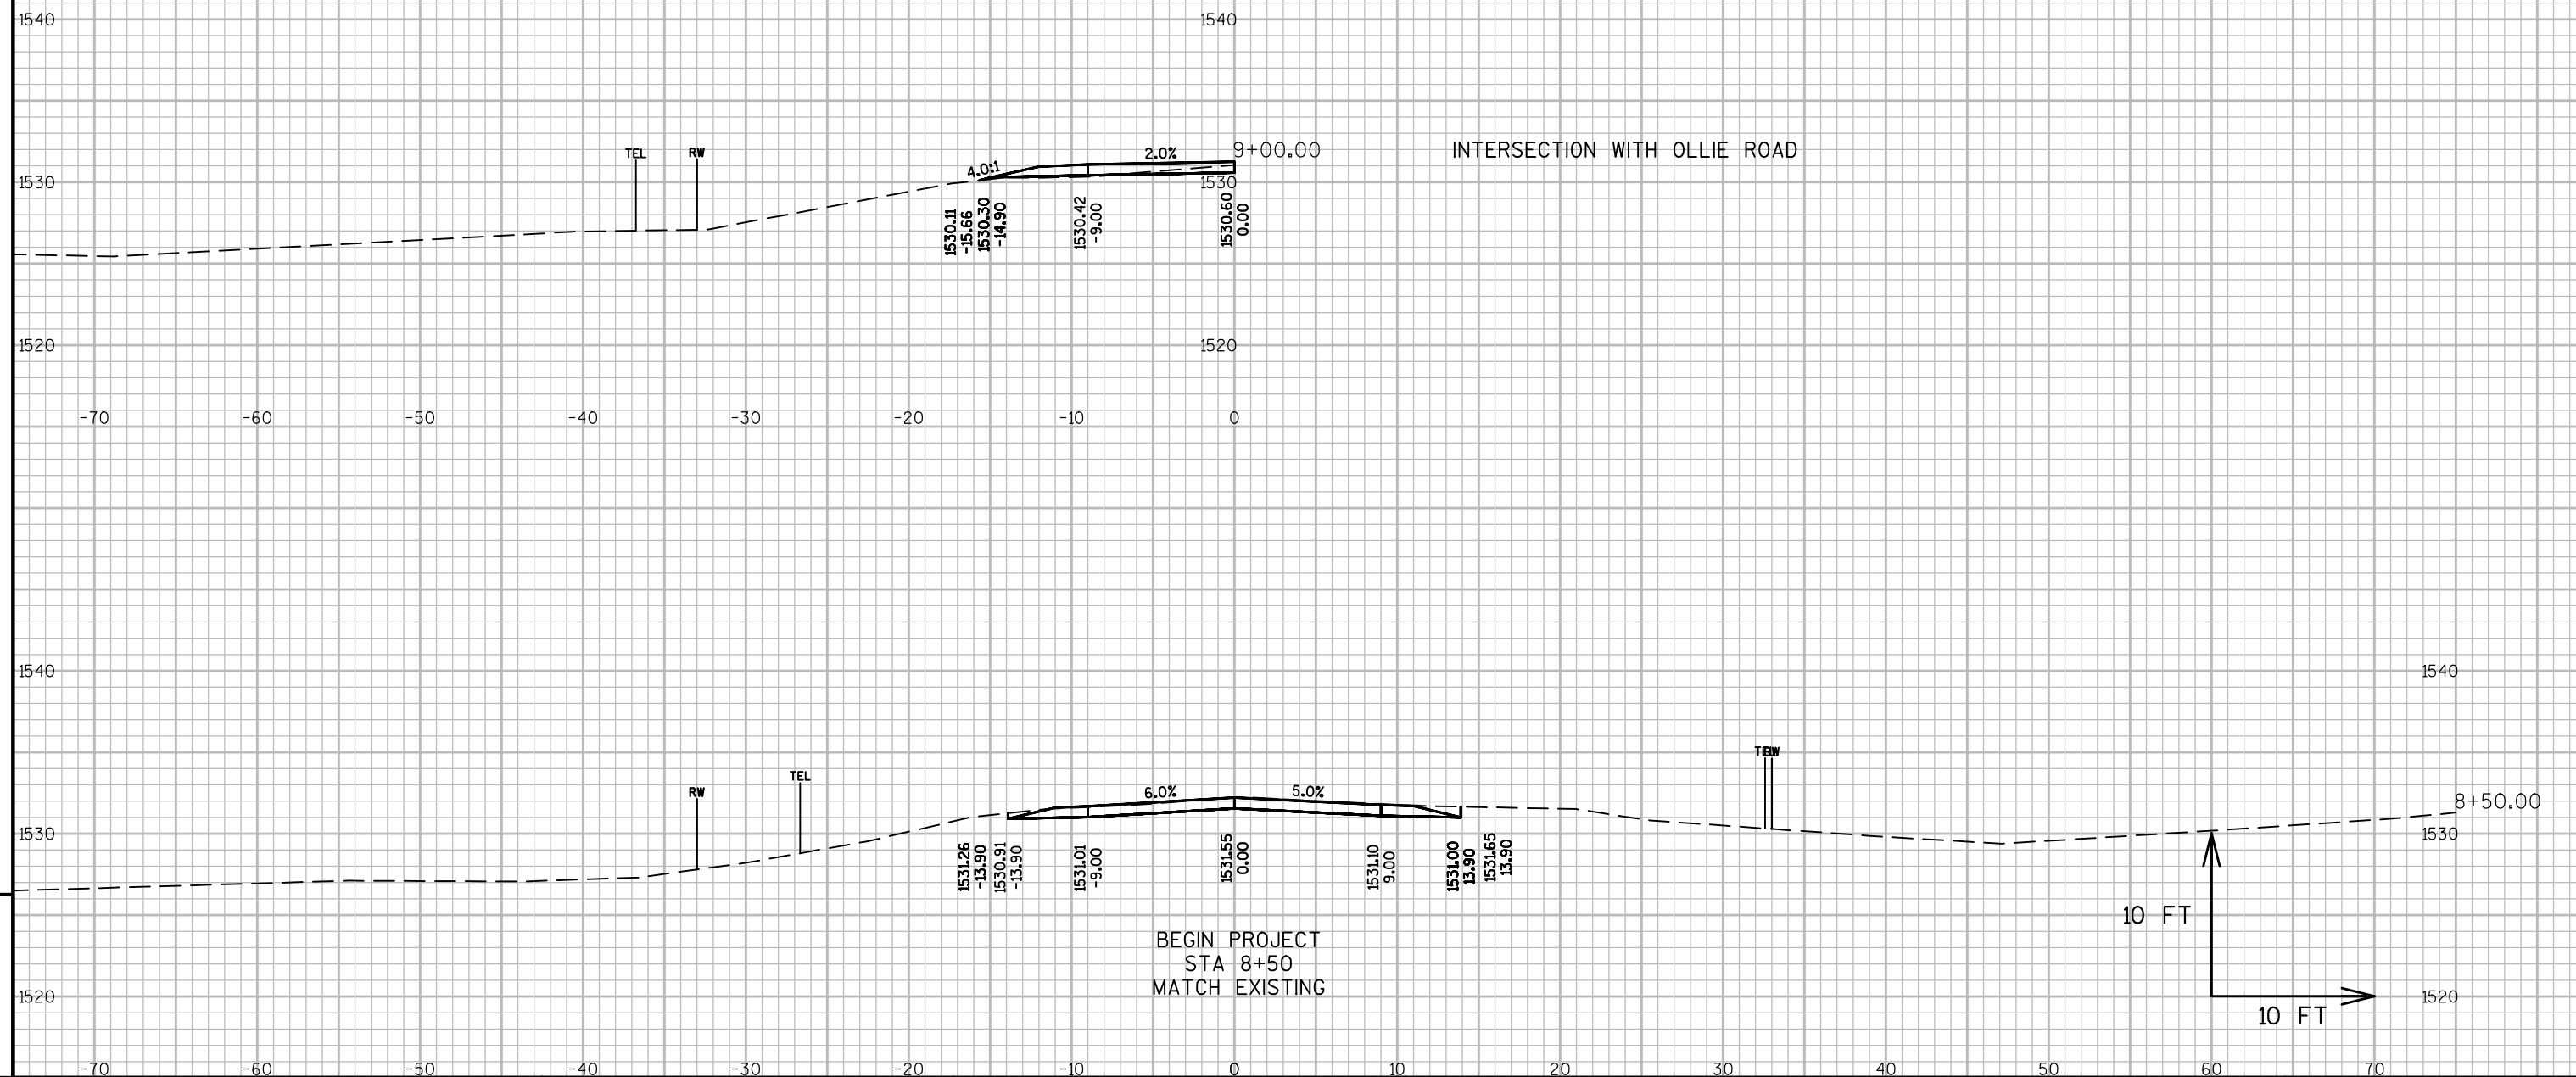 1540 1540
TEL RW 4.0:1 2.0% 9+00.00 INTERSECTION WITH OLLIE ROAD
1530 1530
1530.11
-15.66
1530.30
-14.90
1530.42
-9.00
1530.60
0.00
1520 1520
-70 -60 -50 -40 -30 -20 -10 0
1540 1540
TEL RW
TEL
RW 6.0% 5.0% 8+50.00
1530 1530
1531.26
-13.90
1530.91
-13.90
1531.01
-9.00
1531.55
0.00
1531.10
9.00
1531.00
13.90
1531.65
13.90
10 FT
BEGIN PROJECT
STA 8+50
MATCH EXISTING
1520 1520
10 FT
-70 -60 -50 -40 -30 -20 -10 0 10 20 30 40 50 60 70